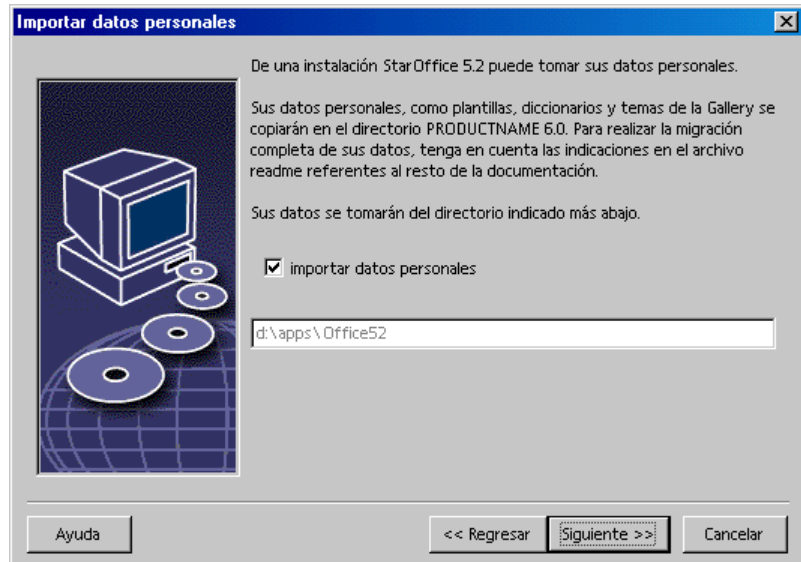 Importar datos personales
De una instalación StarOffice 5.2 puede tomar sus datos personales.
Sus datos personales, como plantillas, diccionarios y temas de la Gallery se
copiarán en el directorio PRODUCTNAME 6.0. Para realizar la migración
completa de sus datos, tenga en cuenta las indicaciones en el archivo
readme referentes al resto de la documentación.
Sus datos se tomarán del directorio indicado más abajo.
importar datos personales
d:\apps\Office52
Ayuda
<< Regresar
Siguiente >>
Cancelar